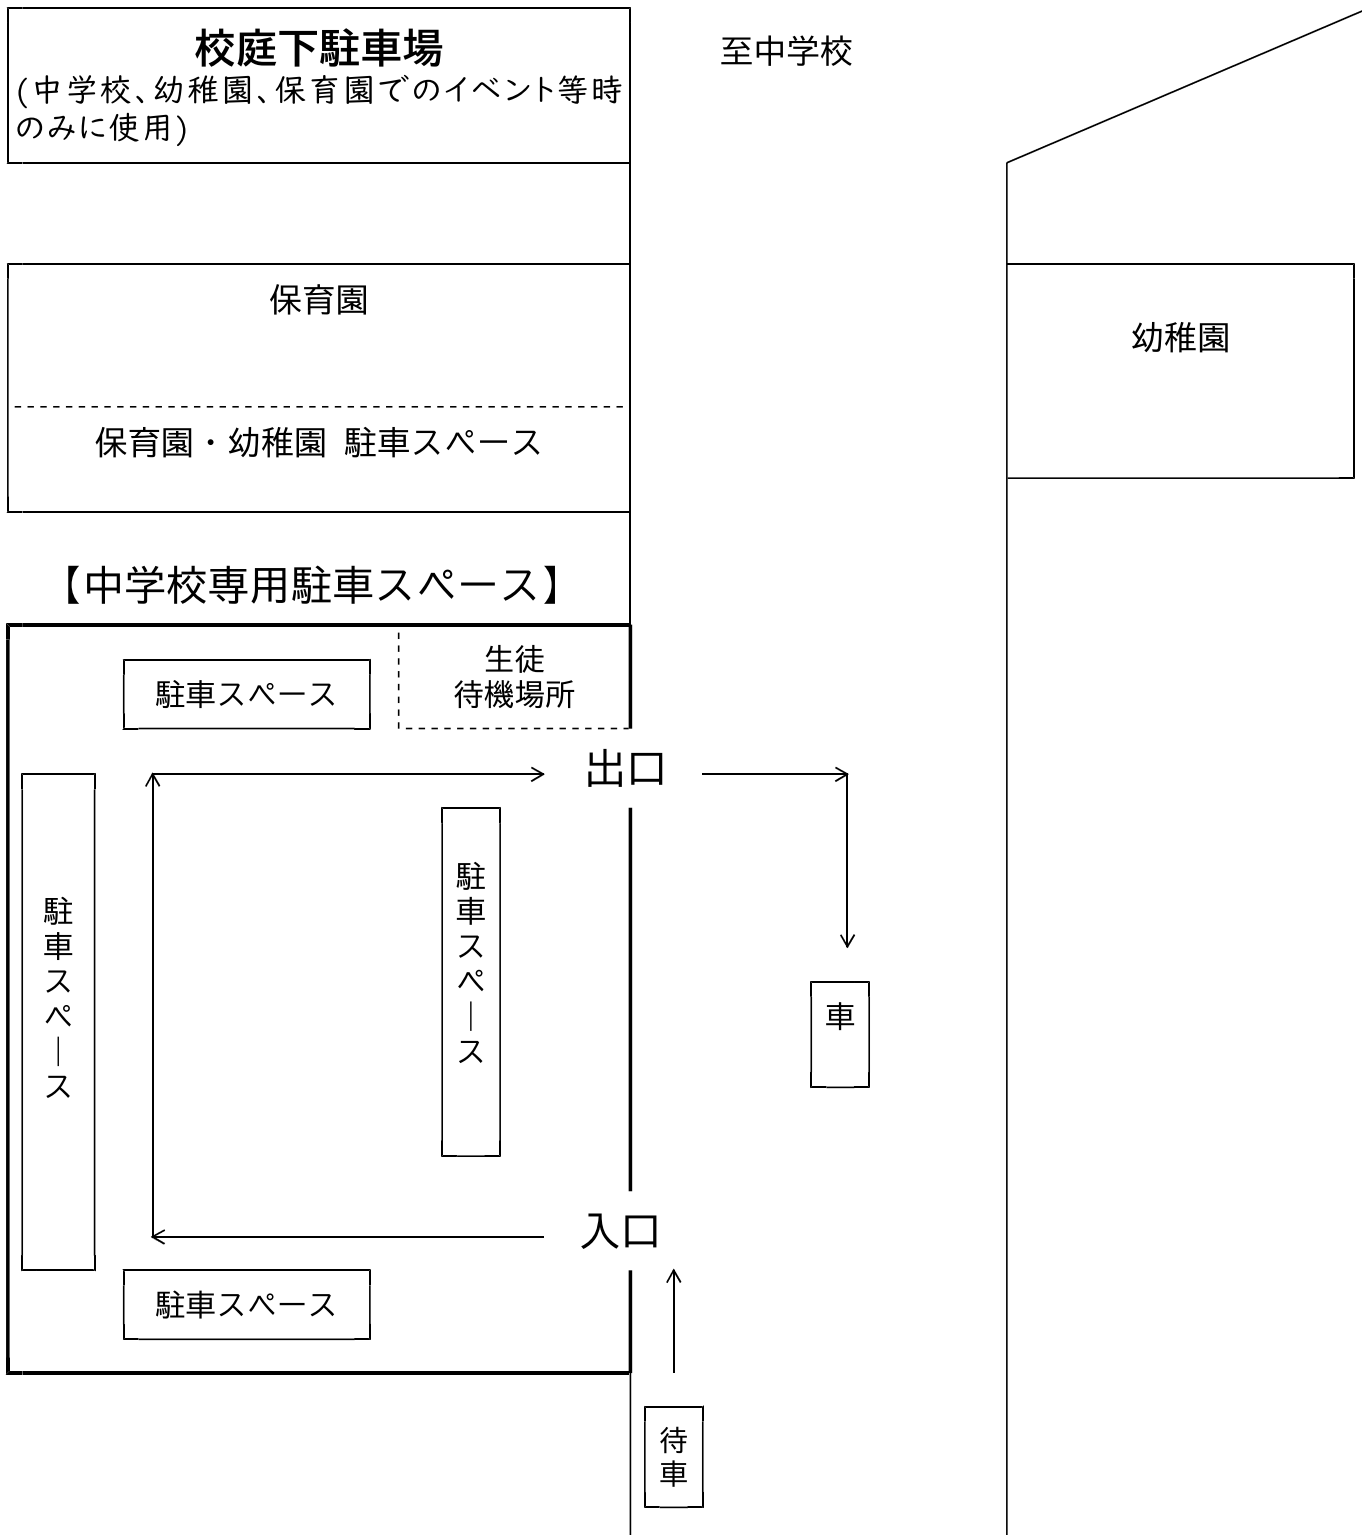 校庭下駐車場
(中学校、幼稚園、保育園でのイベント等時
のみに使用)
至中学校
保育園
幼稚園
保育園・幼稚園 駐車スペース
【中学校専用駐車スペース】
駐車スペース
生徒
待機場所
出口
駐車スペース
駐車スペース
車
入口
駐車スペース
待車